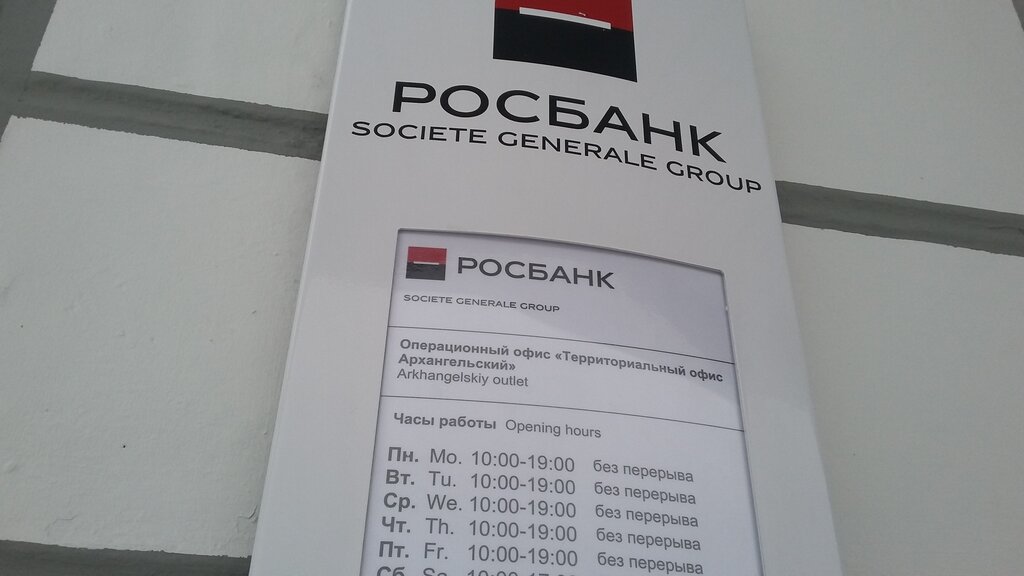 РОСБАНК
SOCIETE GENERALE GROUP
РОСБАНК
SOCIETE GENERALE GROUP
Операционный офис «Территориальный офис
Архангельский»
Arkhangelskiy outlet
Часы работы Opening hours
Пн. Mo. 10:00-19:00 без перерыва
Вт. Tu. 10:00-19:00 без перерыва
Ср. We. 10:00-19:00 без перерыва
Чт. Th. 10:00-19:00 без перерыва
Пт. Fr. 10:00-19:00 без перерыва
Сб.